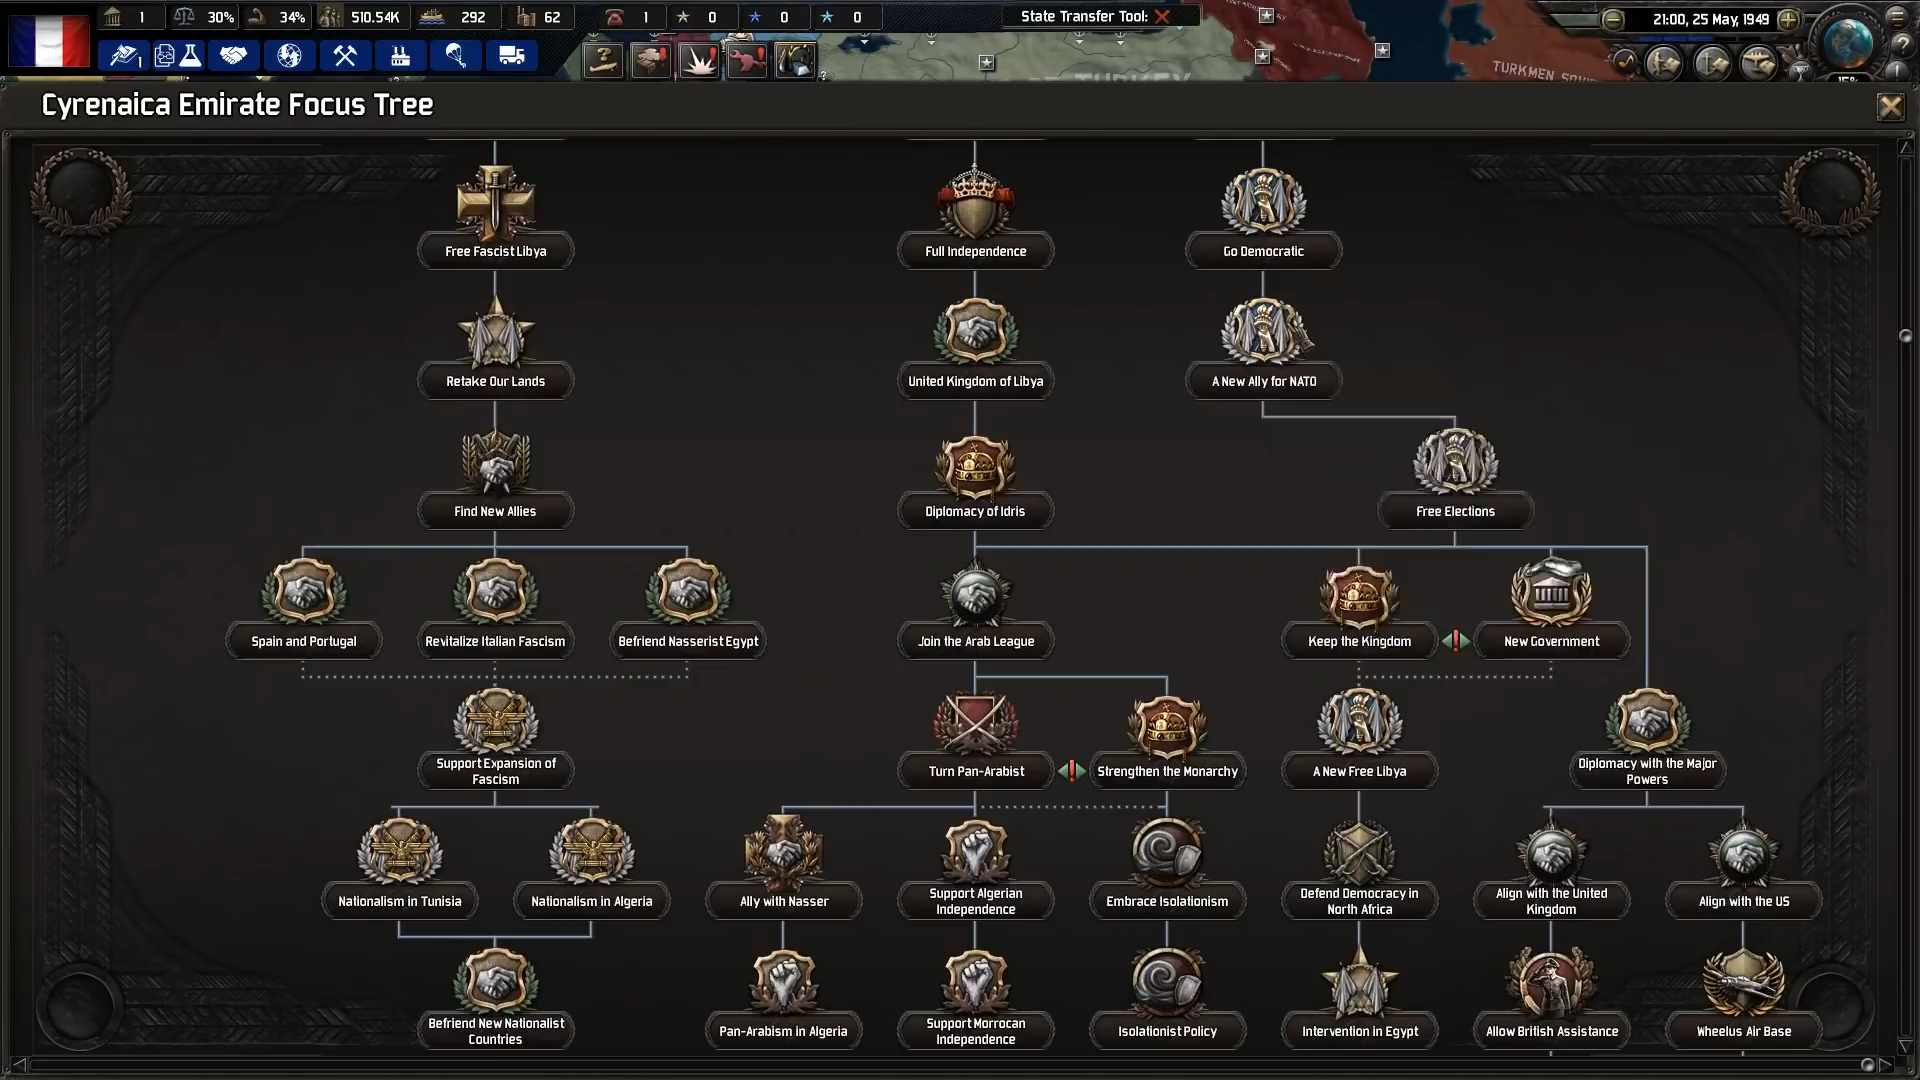 1
30%
34%
510.54K
292
62
1
0
0
0
State Transfer Tool:
21:00, 25 May, 1949
1
?
TURKEY
TURKMEN
15%
Cyrenaica Emirate Focus Tree
Free Fascist Libya
Full Independence
Go Democratic
Retake Our Lands
United Kingdom of Libya
A New Ally for NATO
Find New Allies
Diplomacy of Idris
Free Elections
Spain and Portugal
Revitalize Italian Fascism
Befriend Nasserist Egypt
Join the Arab League
Keep the Kingdom
New Government
Support Expansion of
Fascism
Turn Pan-Arabist
Strengthen the Monarchy
A New Free Libya
Diplomacy with the Major
Powers
Nationalism in Tunisia
Nationalism in Algeria
Ally with Nasser
Support Algerian
Independence
Embrace Isolationism
Defend Democracy in
North Africa
Align with the United
Kingdom
Align with the US
Befriend New Nationalist
Countries
Pan-Arabism in Algeria
Support Morrocan
Independence
Isolationist Policy
Intervention in Egypt
Allow British Assistance
Wheelus Air Base